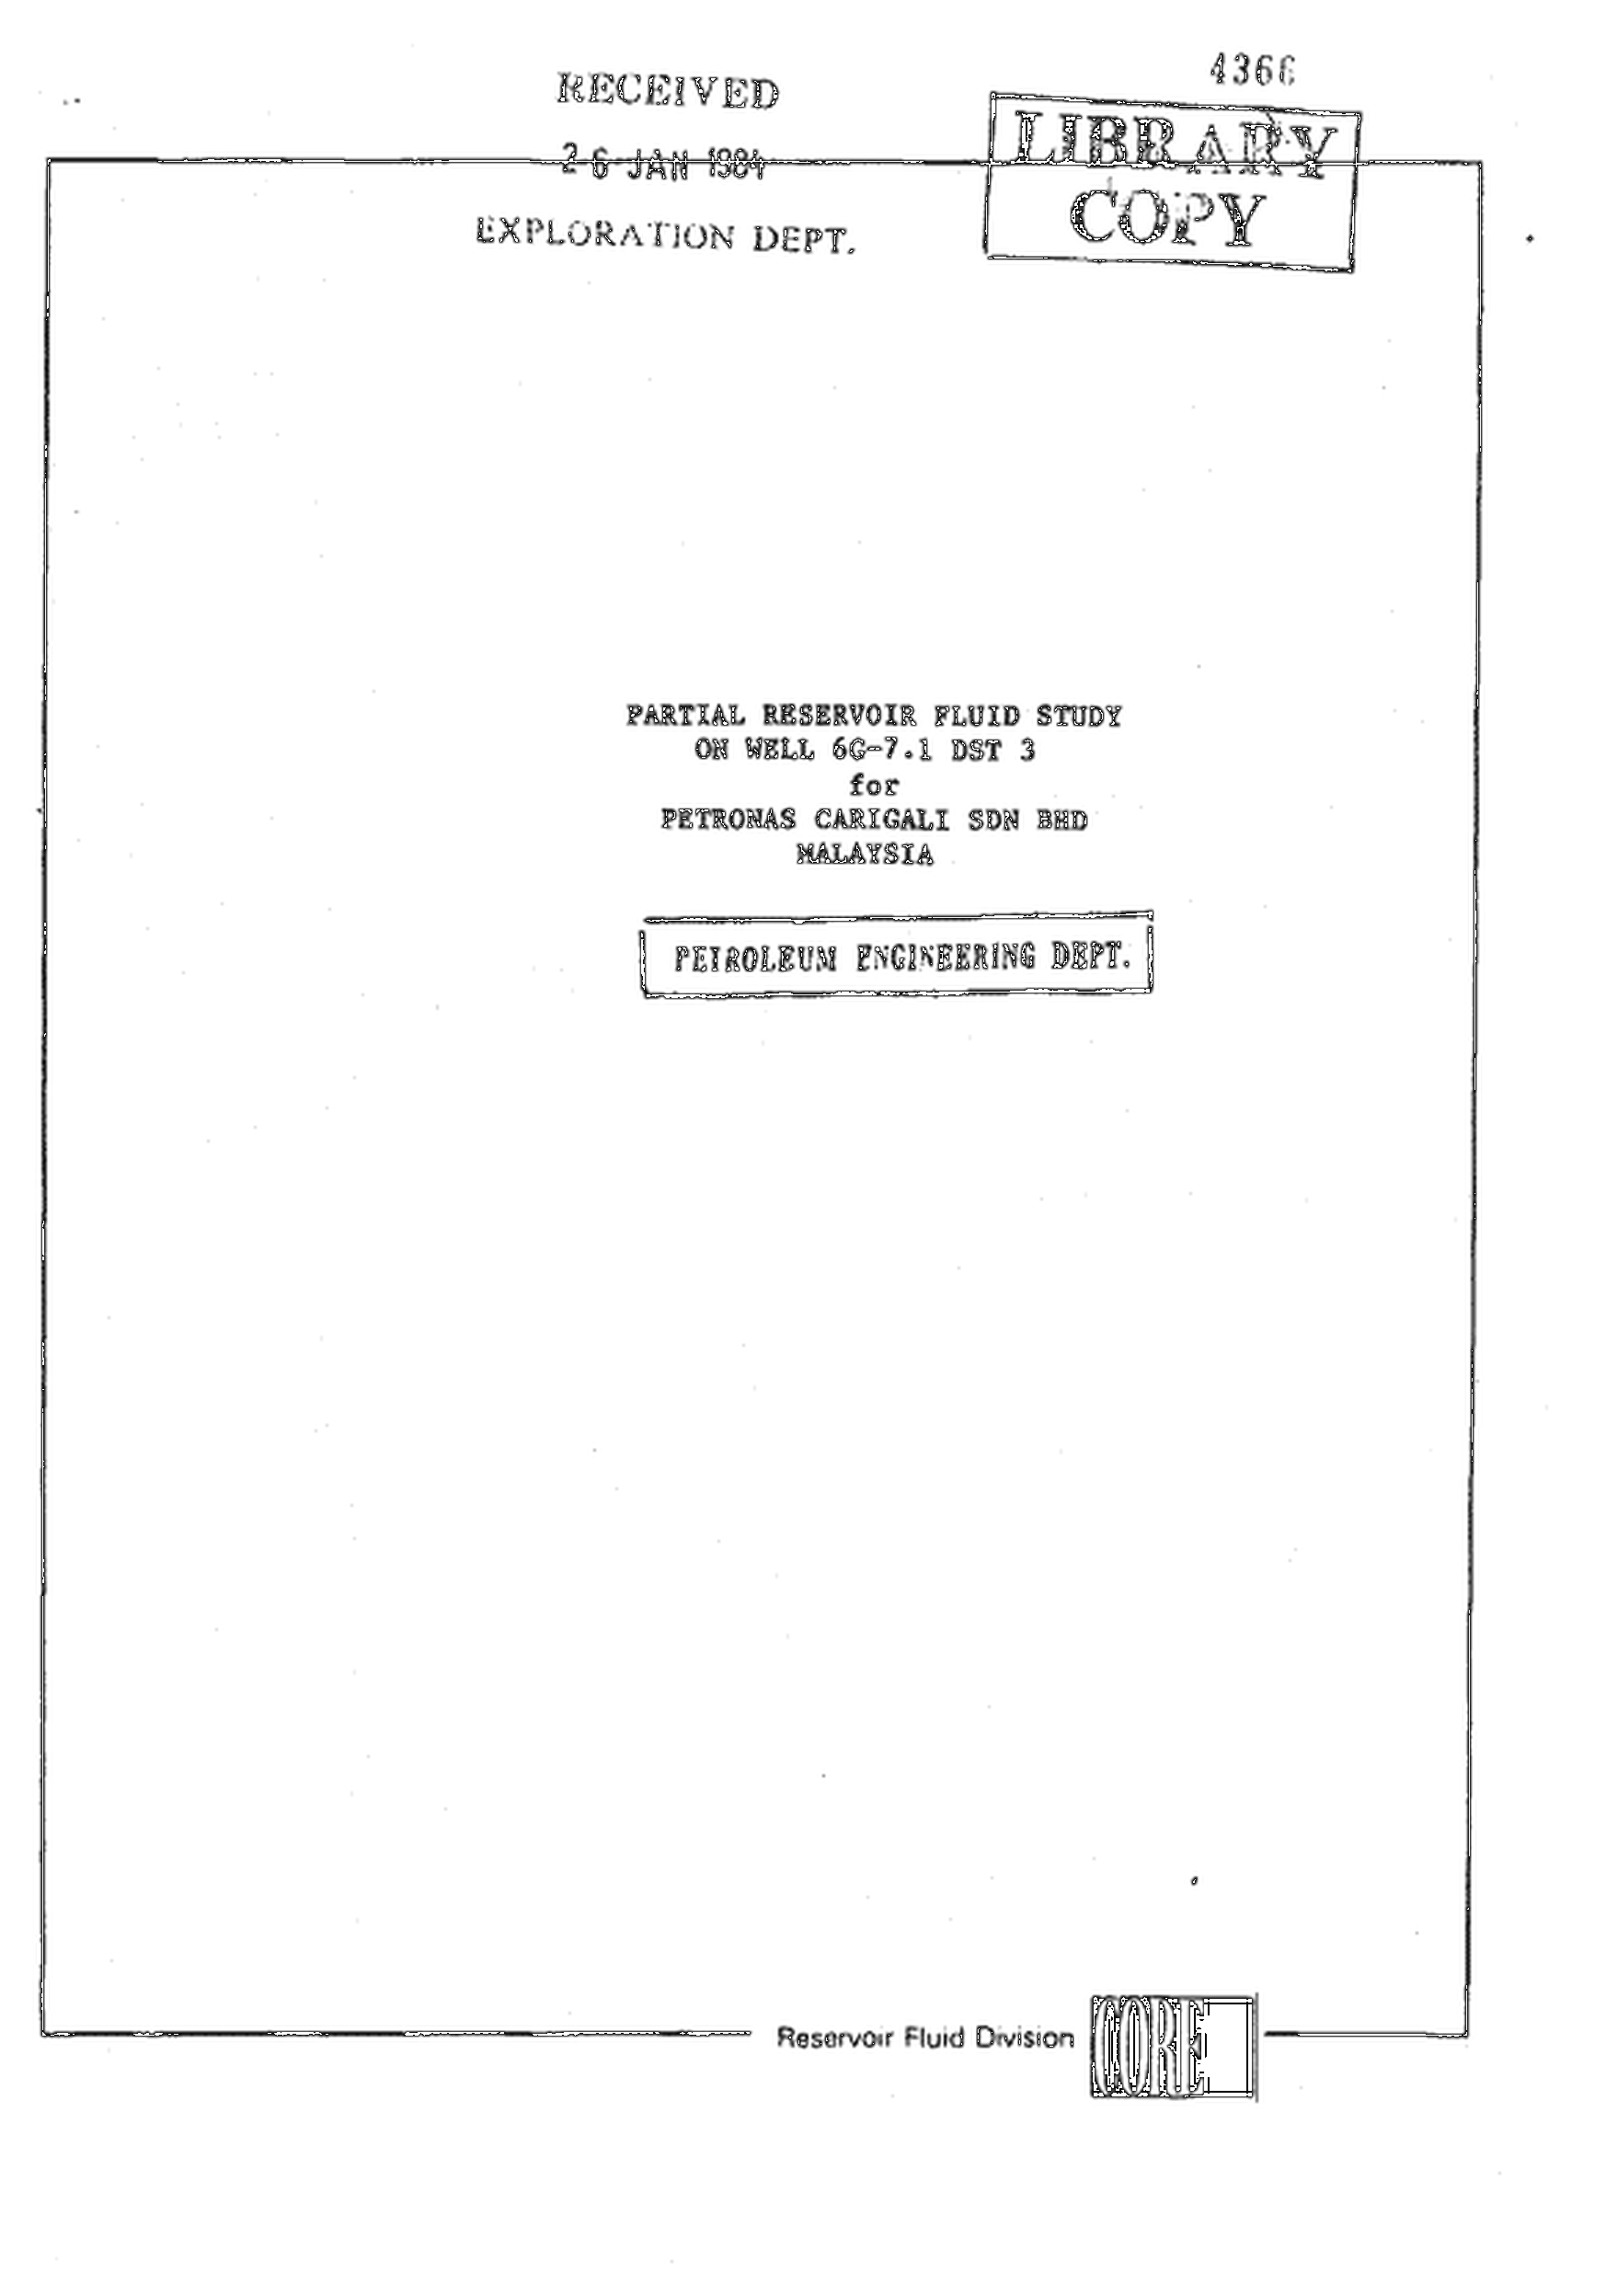 4366
RECEIVED
LIBRARY
26 JAN 1984
COPY
EXPLORATION DEPT.
PARTIAL RESERVOIR FLUID STUDY
ON WELL 6G-7.1 DST 3
for
PETRONAS CARIGALI SDN BHD
MALAYSIA
PETROLEUM ENGINEERING DEPT.
Reservoir Fluid Division
CORE